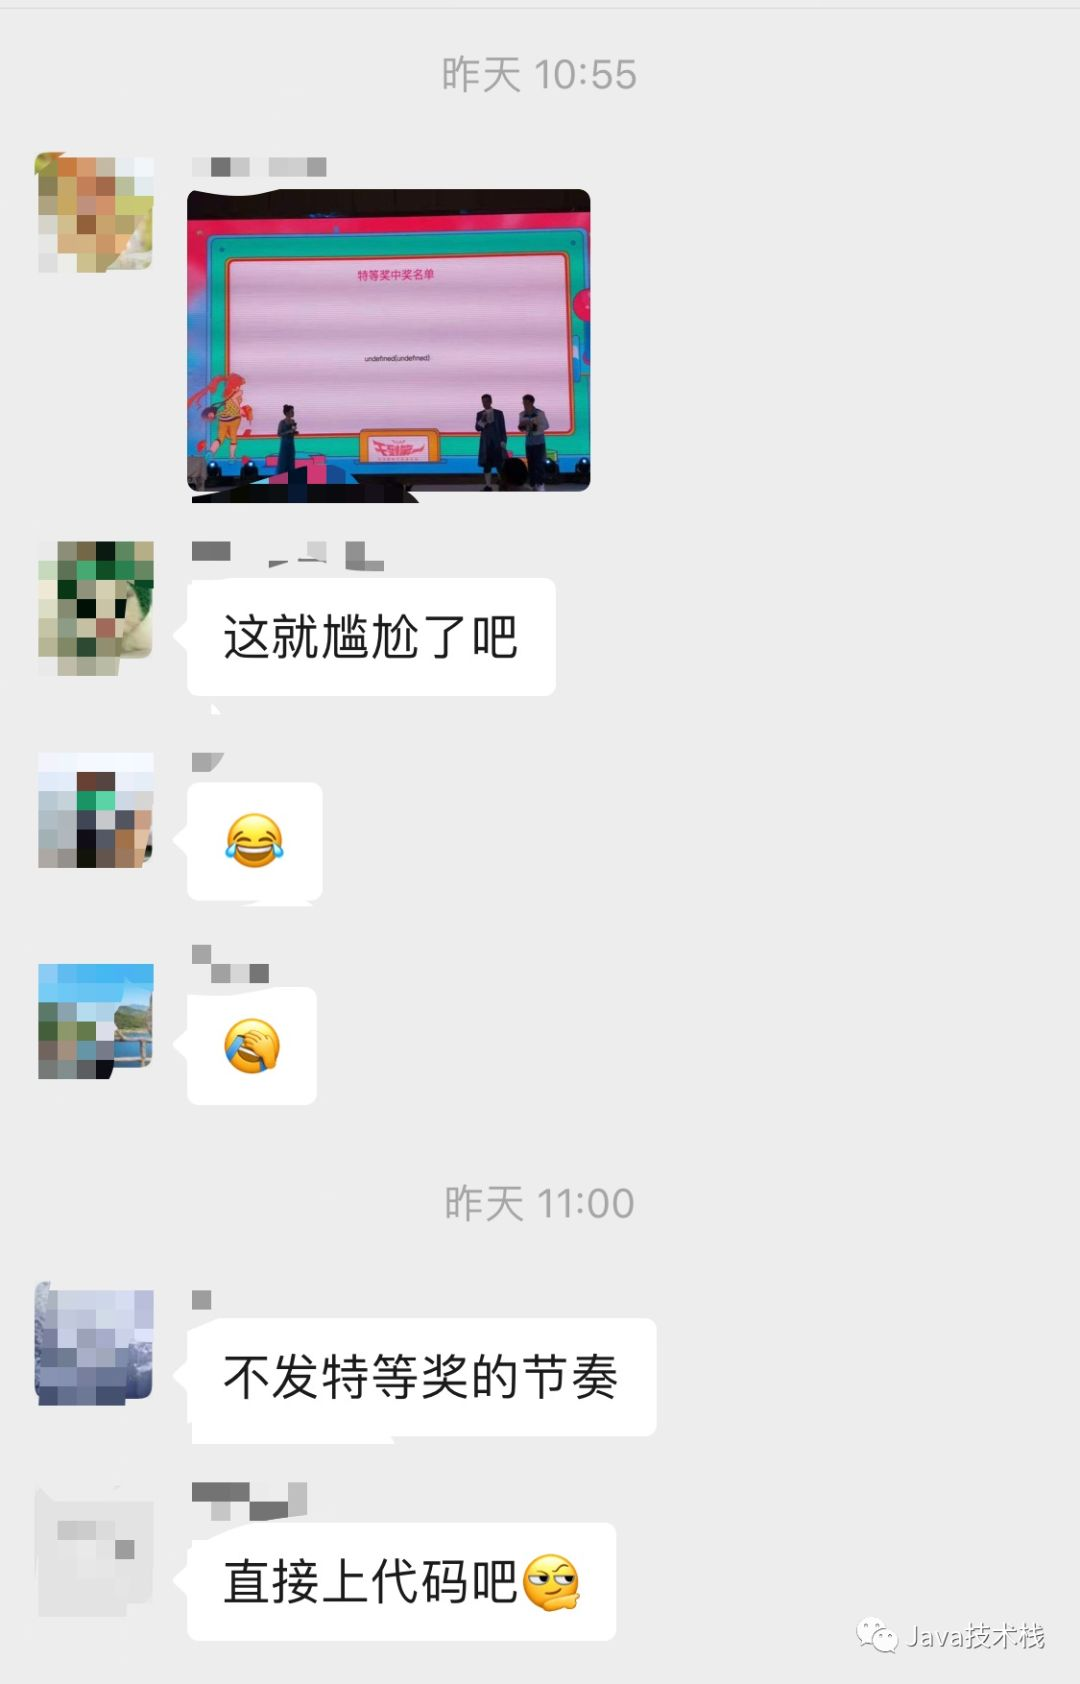 昨天 10:55
特等奖中奖名单
undefined(undefined)
这就尴尬了吧
😂
🤦
昨天 11:00
不发特等奖的节奏
直接上代码吧
Java技术栈